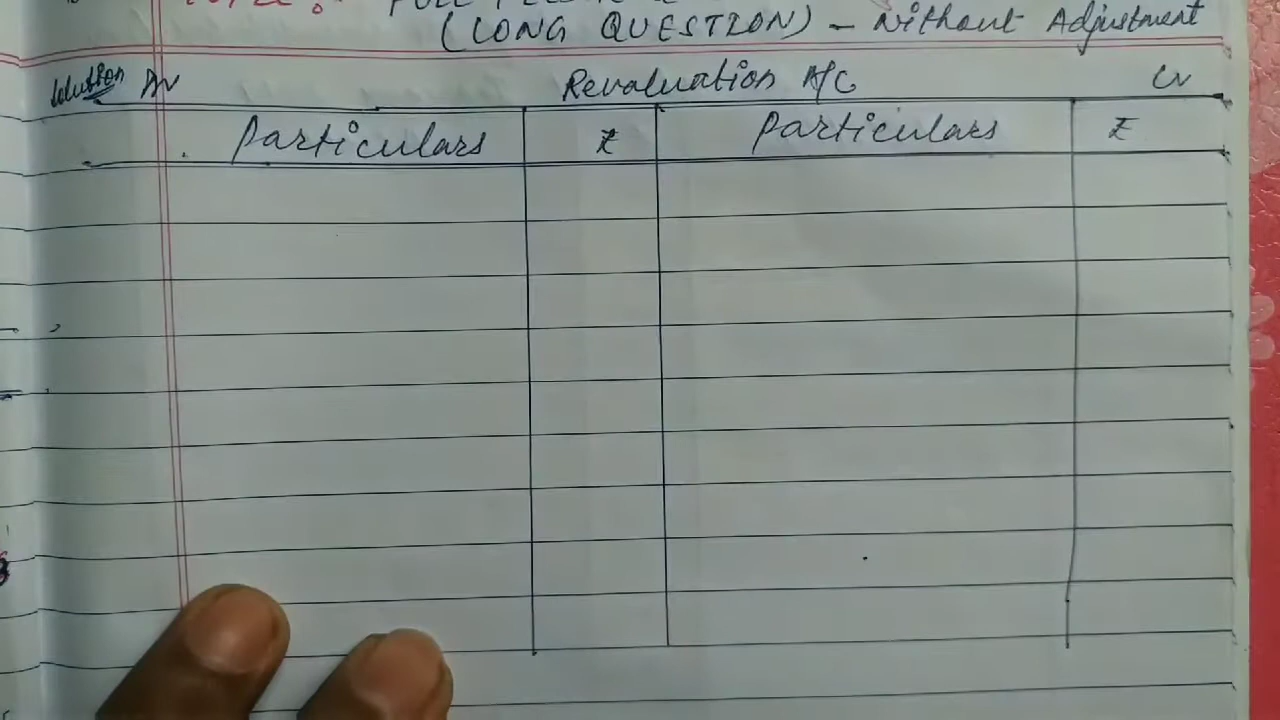 (LONG QUESTION) - Without Adjustment
Solution Dr Revaluation A/C Cr
Particulars ₹ Particulars ₹